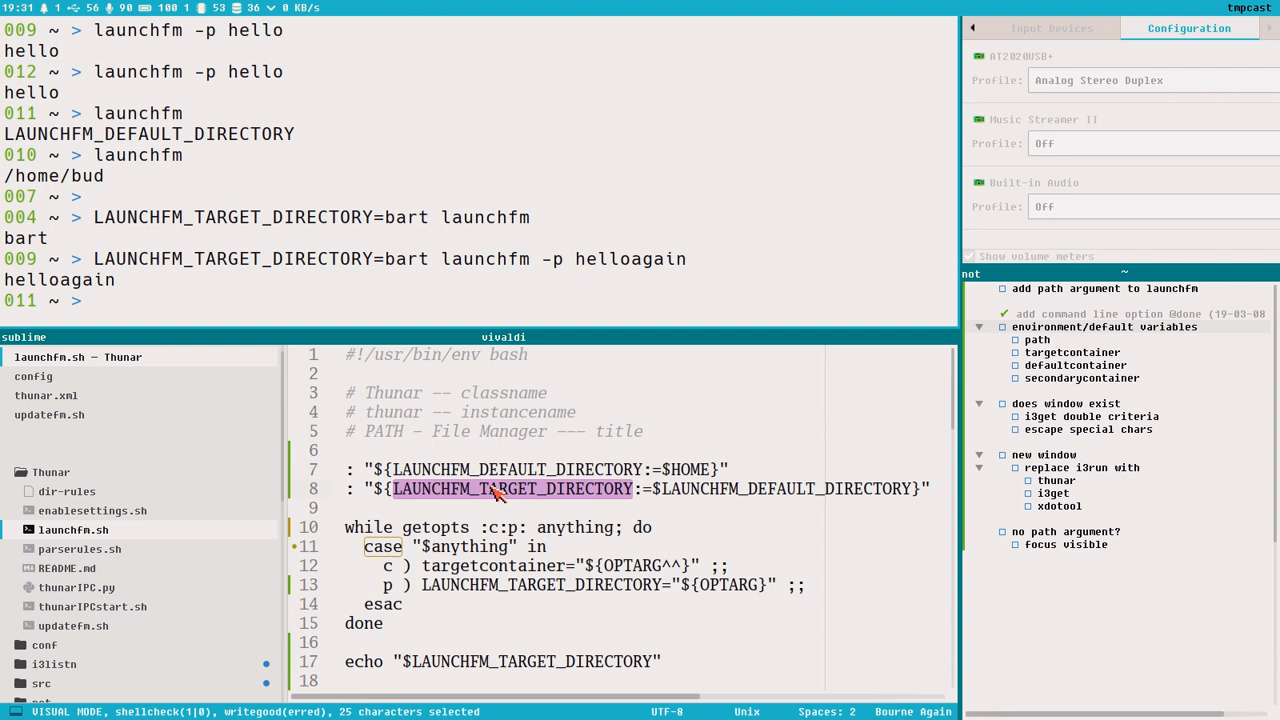 19:31 1 56 90 100 1 53 36 0 KB/s
tmpcast
009 ~ > launchfm -p hello
hello
012 ~ > launchfm -p hello
hello
011 ~ > launchfm
LAUNCHFM_DEFAULT_DIRECTORY
010 ~ > launchfm
/home/bud
007 ~ >
004 ~ > LAUNCHFM_TARGET_DIRECTORY=bart launchfm
bart
009 ~ > LAUNCHFM_TARGET_DIRECTORY=bart launchfm -p helloagain
helloagain
011 ~ >
Input Devices Configuration
AT2020USB+
Profile: Analog Stereo Duplex
Music Streamer II
Profile: Off
Built-in Audio
Profile: Off
Show volume meters
not ~
add path argument to launchfm
✓ add command line option @done (19-03-08
environment/default variables
path
targetcontainer
defaultcontainer
secondarycontainer
does window exist
i3get double criteria
escape special chars
new window
replace i3run with
thunar
i3get
xdotool
no path argument?
focus visible
sublime vivaldi
launchfm.sh — Thunar
config
thunar.xml
updatefm.sh
Thunar
dir-rules
enablesettings.sh
launchfm.sh
parserules.sh
README.md
thunarIPC.py
thunarIPCstart.sh
updatefm.sh
conf
i3listn
src
1 #!/usr/bin/env bash
2
3 # Thunar -- classname
4 # thunar -- instancename
5 # PATH - File Manager --- title
6
7 : "${LAUNCHFM_DEFAULT_DIRECTORY:=$HOME}"
8 : "${LAUNCHFM_TARGET_DIRECTORY:=$LAUNCHFM_DEFAULT_DIRECTORY}"
9
10 while getopts :c:p: anything; do
11 case "$anything" in
12 c ) targetcontainer="${OPTARG^^}" ;;
13 p ) LAUNCHFM_TARGET_DIRECTORY="${OPTARG}" ;;
14 esac
15 done
16
17 echo "$LAUNCHFM_TARGET_DIRECTORY"
18
VISUAL MODE, shellcheck(1|0), writegood(erred), 25 characters selected
UTF-8 Unix Spaces: 2 Bourne Again